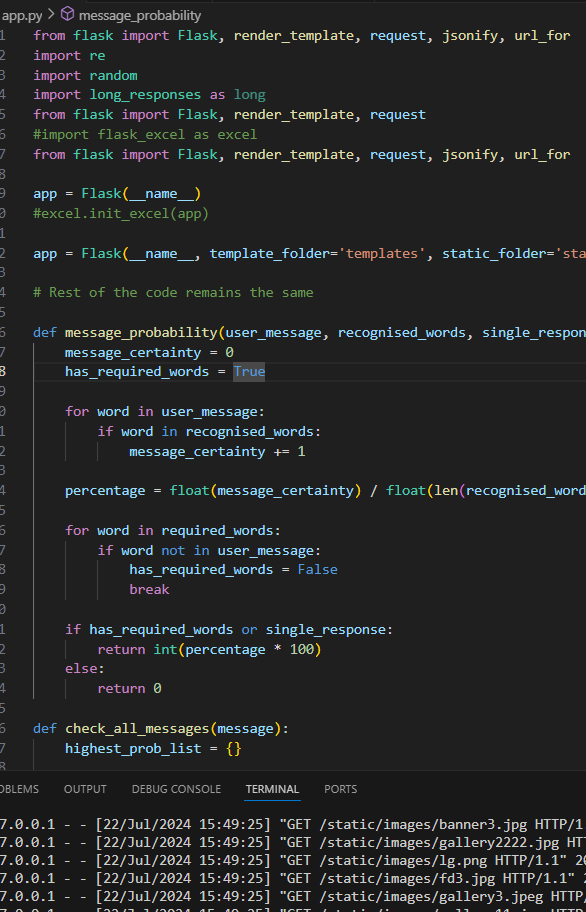 app.py > message_probability
1 from flask import Flask, render_template, request, jsonify, url_for
2 import re
3 import random
4 import long_responses as long
5 from flask import Flask, render_template, request
6 #import flask_excel as excel
7 from flask import Flask, render_template, request, jsonify, url_for
8
9 app = Flask(__name__)
0 #excel.init_excel(app)
1
2 app = Flask(__name__, template_folder='templates', static_folder='sta
3
4 # Rest of the code remains the same
5
6 def message_probability(user_message, recognised_words, single_respon
7 message_certainty = 0
8 has_required_words = True
9
0 for word in user_message:
1 if word in recognised_words:
2 message_certainty += 1
3
4 percentage = float(message_certainty) / float(len(recognised_word
5
6 for word in required_words:
7 if word not in user_message:
8 has_required_words = False
9 break
0
1 if has_required_words or single_response:
2 return int(percentage * 100)
3 else:
4 return 0
5
6 def check_all_messages(message):
7 highest_prob_list = {}
8
OBLEMS OUTPUT DEBUG CONSOLE TERMINAL PORTS
7.0.0.1 - - [22/Jul/2024 15:49:25] "GET /static/images/banner3.jpg HTTP/1
7.0.0.1 - - [22/Jul/2024 15:49:25] "GET /static/images/gallery2222.jpg HT
7.0.0.1 - - [22/Jul/2024 15:49:25] "GET /static/images/lg.png HTTP/1.1" 20
7.0.0.1 - - [22/Jul/2024 15:49:25] "GET /static/images/fd3.jpg HTTP/1.1" 2
7.0.0.1 - - [22/Jul/2024 15:49:25] "GET /static/images/gallery3.jpeg HTTP